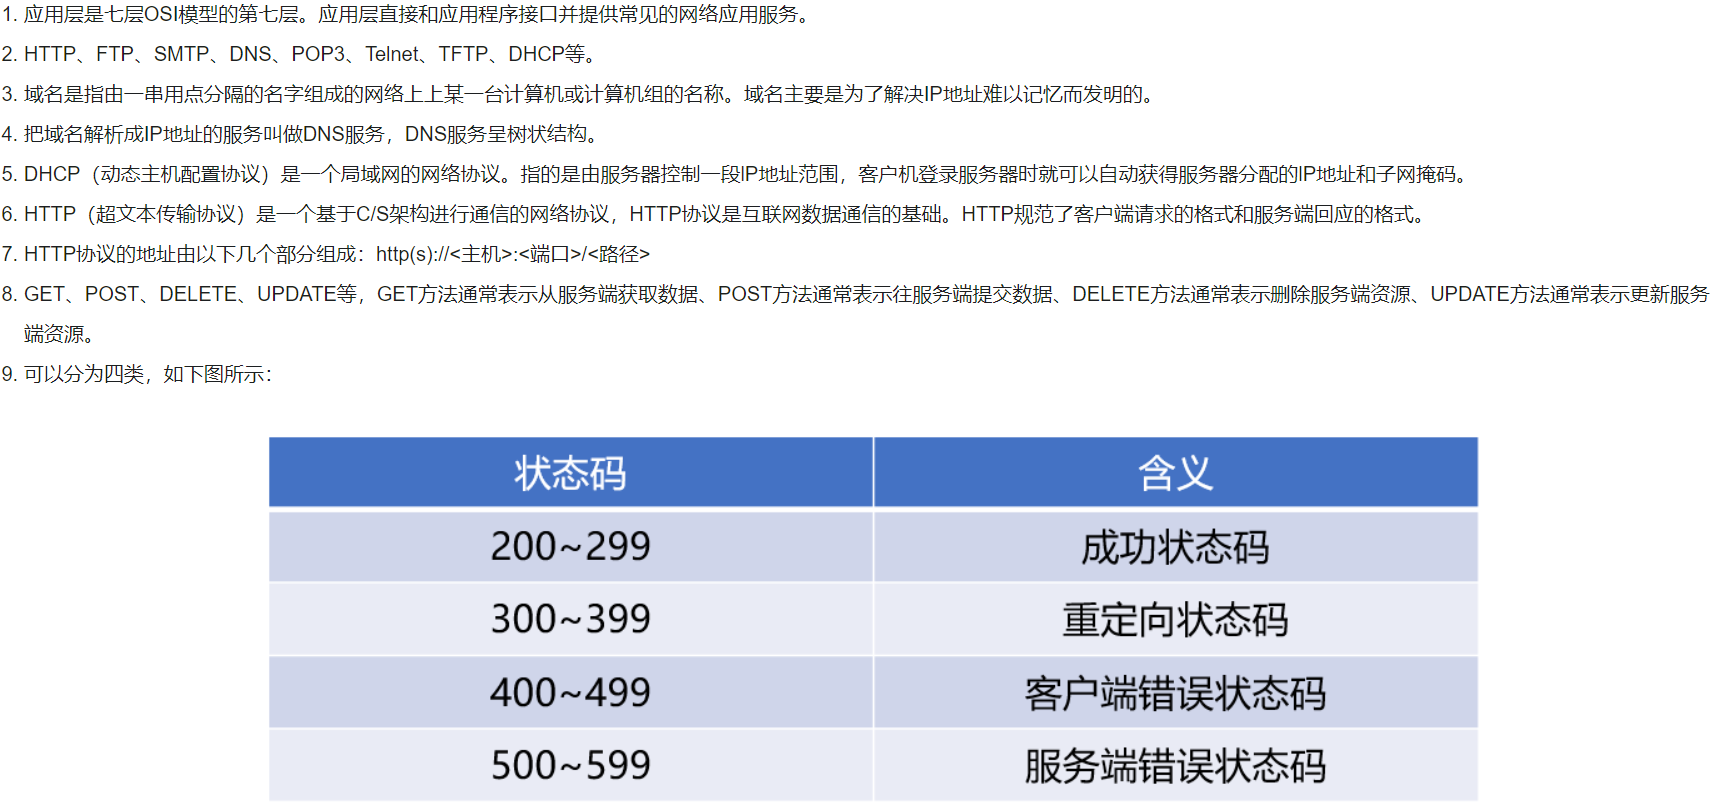 1. 应用层是七层OSI模型的第七层。应用层直接和应用程序接口并提供常见的网络应用服务。
2. HTTP、FTP、SMTP、DNS、POP3、Telnet、TFTP、DHCP等。
3. 域名是指由一串用点分隔的名字组成的网络上上某一台计算机或计算机组的名称。域名主要是为了解决IP地址难以记忆而发明的。
4. 把域名解析成IP地址的服务叫做DNS服务，DNS服务呈树状结构。
5. DHCP（动态主机配置协议）是一个局域网的网络协议。指的是由服务器控制一段IP地址范围，客户机登录服务器时就可以自动获得服务器分配的IP地址和子网掩码。
6. HTTP（超文本传输协议）是一个基于C/S架构进行通信的网络协议，HTTP协议是互联网数据通信的基础。HTTP规范了客户端请求的格式和服务端回应的格式。
7. HTTP协议的地址由以下几个部分组成：http(s)://<主机>:<端口>/<路径>
8. GET、POST、DELETE、UPDATE等，GET方法通常表示从服务端获取数据、POST方法通常表示往服务端提交数据、DELETE方法通常表示删除服务端资源、UPDATE方法通常表示更新服务
端资源。
9. 可以分为四类，如下图所示：
状态码 含义
200~299 成功状态码
300~399 重定向状态码
400~499 客户端错误状态码
500~599 服务端错误状态码